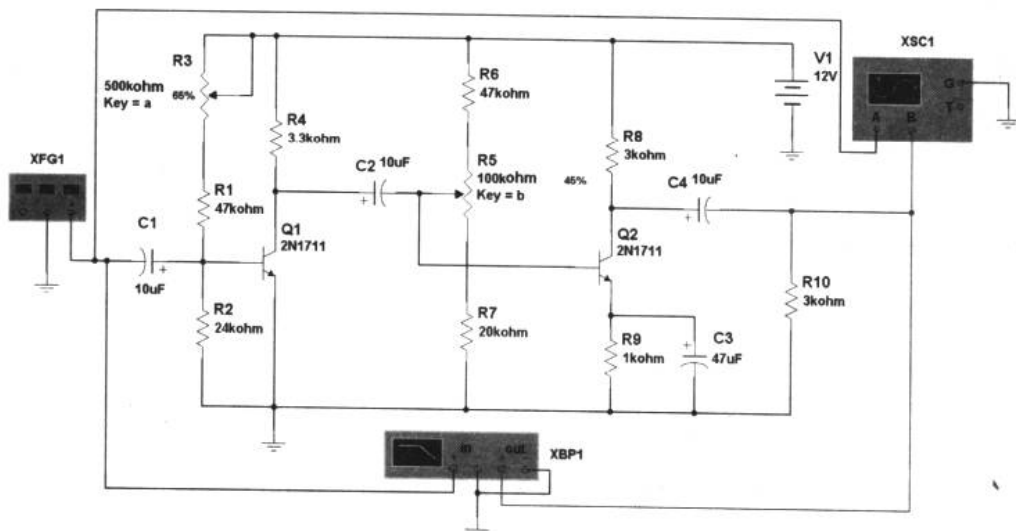 XSC1
V1
12V
G
T
A
B
R3
500kohm
Key = a
65%
R6
47kohm
R4
3.3kohm
R8
3kohm
XFG1
C2
10uF
R5
100kohm
Key = b
45%
C4
10uF
R1
47kohm
C1
10uF
Q1
2N1711
Q2
2N1711
R10
3kohm
R2
24kohm
R7
20kohm
R9
1kohm
C3
47uF
in
out
XBP1